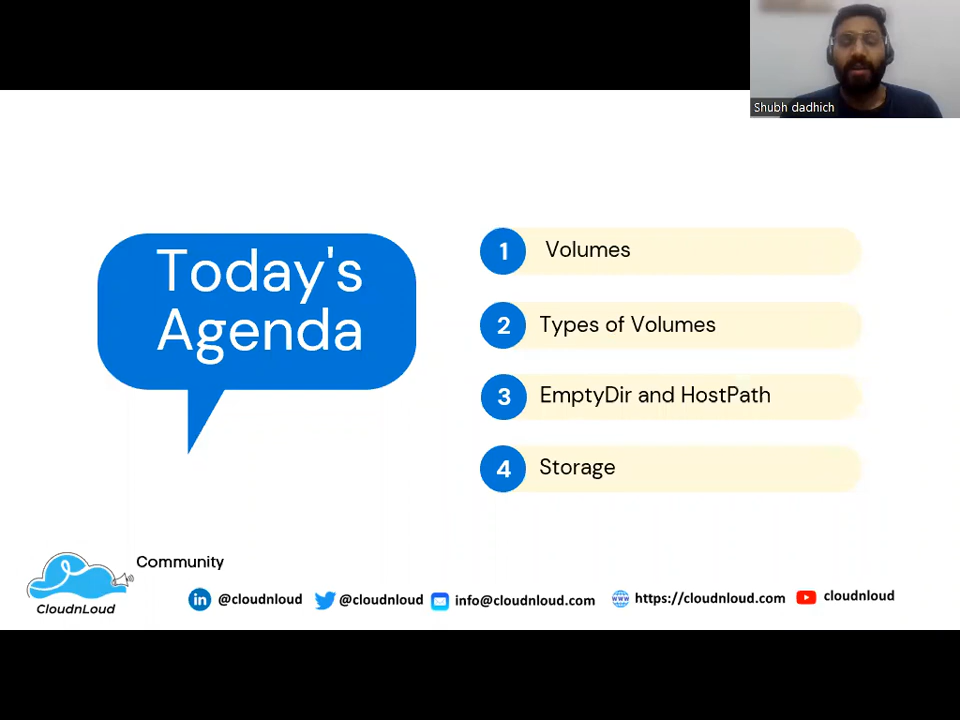 Shubh dadhich
Today's
Agenda
1 Volumes
2 Types of Volumes
3 EmptyDir and HostPath
4 Storage
Community
CloudnLoud
in @cloudnloud @cloudnloud info@cloudnloud.com https://cloudnloud.com cloudnloud